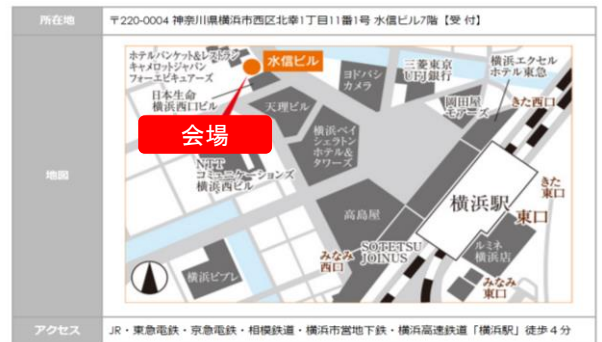 所在地
〒220-0004 神奈川県横浜市西区北幸1丁目11番1号 水信ビル7階【受 付】
地図
ホテルバンケット&レストラン
キャメロットジャパン
フォーエピキュアーズ
水信ビル
日本生命
横浜西口ビル
会場
天理ビル
ヨドバシ
カメラ
三菱東京
UFJ銀行
横浜エクセル
ホテル東急
岡田屋
モアーズ
きた西口
横浜ベイ
シェラトン
ホテル&
タワーズ
NTT
コミュニケーションズ
横浜西ビル
高島屋
横浜駅
きた
東口
東口
みなみ
西口
SOTETSU
JOINUS
ルミネ
横浜店
みなみ
東口
横浜ビブレ
アクセス
JR・東急電鉄・京急電鉄・相模鉄道・横浜市営地下鉄・横浜高速鉄道「横浜駅」徒歩4分